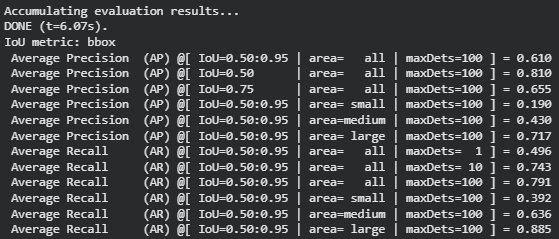 Accumulating evaluation results...
DONE (t=6.07s).
IoU metric: bbox
 Average Precision  (AP) @[ IoU=0.50:0.95 | area=   all | maxDets=100 ] = 0.610
 Average Precision  (AP) @[ IoU=0.50      | area=   all | maxDets=100 ] = 0.810
 Average Precision  (AP) @[ IoU=0.75      | area=   all | maxDets=100 ] = 0.655
 Average Precision  (AP) @[ IoU=0.50:0.95 | area= small | maxDets=100 ] = 0.190
 Average Precision  (AP) @[ IoU=0.50:0.95 | area=medium | maxDets=100 ] = 0.430
 Average Precision  (AP) @[ IoU=0.50:0.95 | area= large | maxDets=100 ] = 0.717
 Average Recall     (AR) @[ IoU=0.50:0.95 | area=   all | maxDets=  1 ] = 0.496
 Average Recall     (AR) @[ IoU=0.50:0.95 | area=   all | maxDets= 10 ] = 0.743
 Average Recall     (AR) @[ IoU=0.50:0.95 | area=   all | maxDets=100 ] = 0.791
 Average Recall     (AR) @[ IoU=0.50:0.95 | area= small | maxDets=100 ] = 0.392
 Average Recall     (AR) @[ IoU=0.50:0.95 | area=medium | maxDets=100 ] = 0.636
 Average Recall     (AR) @[ IoU=0.50:0.95 | area= large | maxDets=100 ] = 0.885